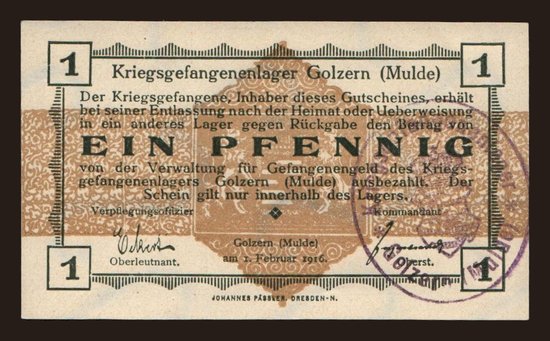 1 1
Kriegsgefangenenlager Golzern (Mulde)
Der Kriegsgefangene, Inhaber dieses Gutscheines, erhält
bei seiner Entlassung nach der Heimat oder Ueberweisung
in ein anderes Lager gegen Rückgabe den Betrag von
EIN PFENNIG
von der Verwaltung für Gefangenengeld des Kriegs-
gefangenenlagers Golzern (Mulde) ausbezahlt. Der
Schein gilt nur innerhalb des Lagers.
Verpflegungsoffizier Kommandant
Eckert
Golzern (Mulde)
Oberleutnant. am 1. Februar 1916. Oberst.
1 1
JOHANNES PÄSSLER, DRESDEN-N.
Golzern